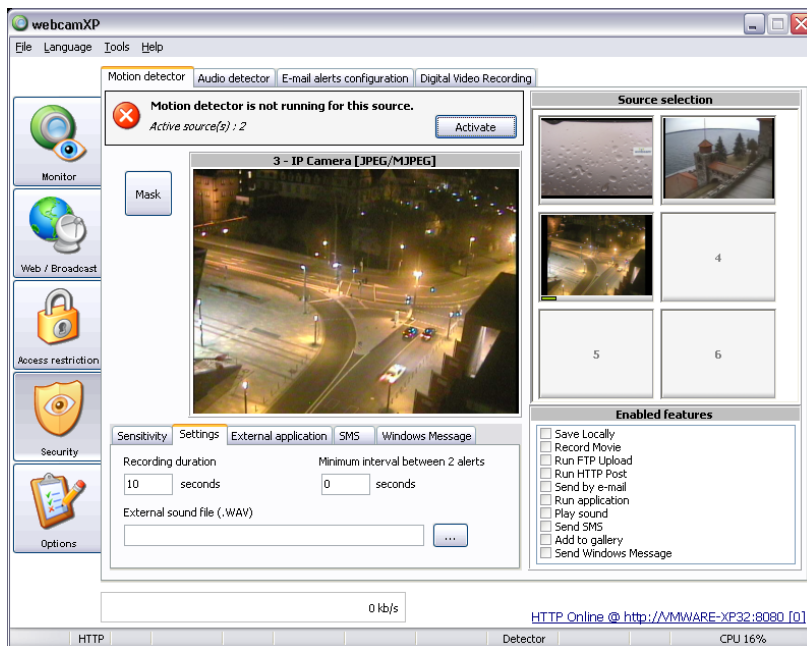 webcamXP
File Language Tools Help
Motion detector Audio detector E-mail alerts configuration Digital Video Recording
Motion detector is not running for this source.
Active source(s) : 2
Activate
Source selection
Monitor
Mask
3 - IP Camera [JPEG/MJPEG]
Web / Broadcast
4
Access restriction
5 6
Security
Sensitivity Settings External application SMS Windows Message
Recording duration Minimum interval between 2 alerts
10 seconds 0 seconds
External sound file (.WAV)
...
Enabled features
Save Locally
Record Movie
Run FTP Upload
Run HTTP Post
Send by e-mail
Run application
Play sound
Send SMS
Add to gallery
Send Windows Message
Options
0 kb/s
HTTP Online @ http://VMWARE-XP32:8080 [0]
HTTP Detector CPU 16%